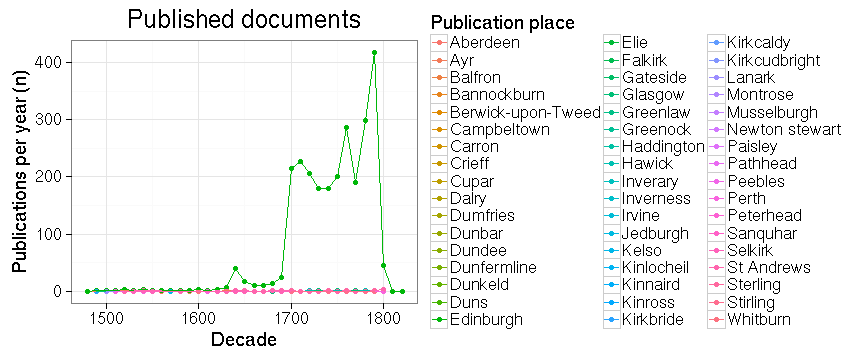 Published documents
Publications per year (n)
400
300
200
100
0
1500
1600
1700
1800
Decade
Publication place
Aberdeen
Ayr
Balfron
Bannockburn
Berwick-upon-Tweed
Campbeltown
Carron
Crieff
Cupar
Dalry
Dumfries
Dunbar
Dundee
Dunfermline
Dunkeld
Duns
Edinburgh
Elie
Falkirk
Gateside
Glasgow
Greenlaw
Greenock
Haddington
Hawick
Inverary
Inverness
Irvine
Jedburgh
Kelso
Kinlocheil
Kinnaird
Kinross
Kirkbride
Kirkcaldy
Kirkcudbright
Lanark
Montrose
Musselburgh
Newton stewart
Paisley
Pathhead
Peebles
Perth
Peterhead
Sanquhar
Selkirk
St Andrews
Sterling
Stirling
Whitburn